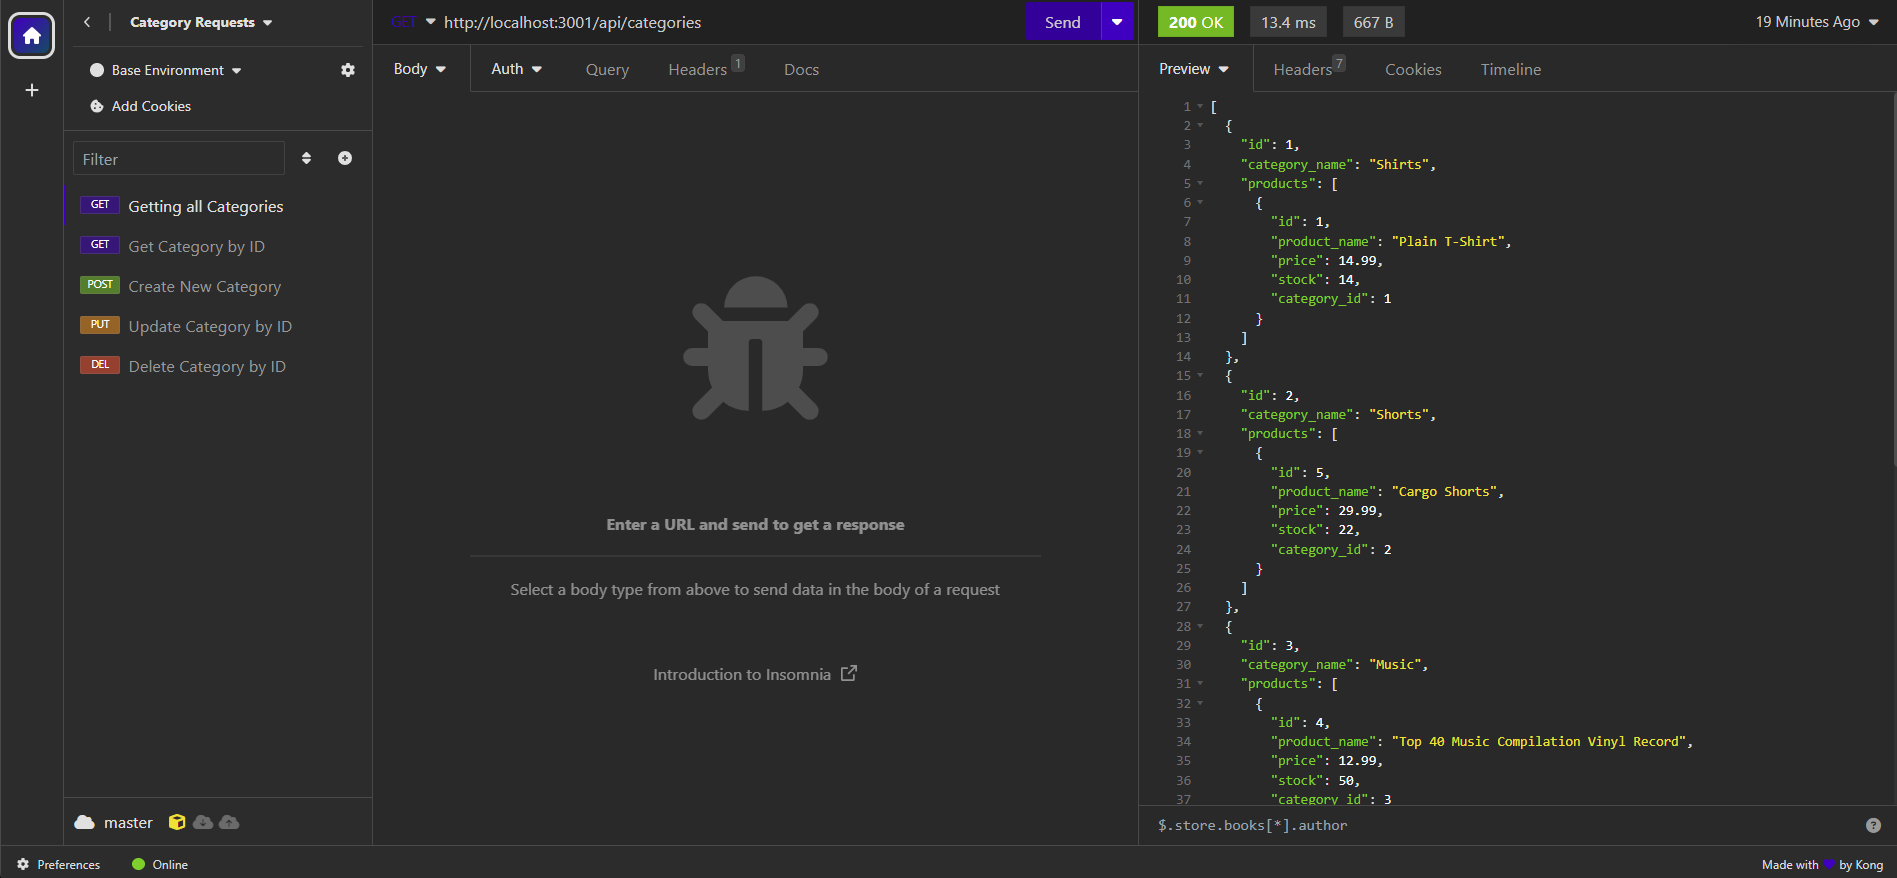 Category Requests
Base Environment
Add Cookies
Filter
GET Getting all Categories
GET Get Category by ID
POST Create New Category
PUT Update Category by ID
DEL Delete Category by ID
master
Preferences
Online
GET http://localhost:3001/api/categories
Send
Body Auth Query Headers 1 Docs
Enter a URL and send to get a response
Select a body type from above to send data in the body of a request
Introduction to Insomnia
200 OK 13.4 ms 667 B 19 Minutes Ago
Preview Headers 7 Cookies Timeline
1 [
2 {
3 "id": 1,
4 "category_name": "Shirts",
5 "products": [
6 {
7 "id": 1,
8 "product_name": "Plain T-Shirt",
9 "price": 14.99,
10 "stock": 14,
11 "category_id": 1
12 }
13 ]
14 },
15 {
16 "id": 2,
17 "category_name": "Shorts",
18 "products": [
19 {
20 "id": 5,
21 "product_name": "Cargo Shorts",
22 "price": 29.99,
23 "stock": 22,
24 "category_id": 2
25 }
26 ]
27 },
28 {
29 "id": 3,
30 "category_name": "Music",
31 "products": [
32 {
33 "id": 4,
34 "product_name": "Top 40 Music Compilation Vinyl Record",
35 "price": 12.99,
36 "stock": 50,
37 "category_id": 3
$.store.books[*].author
?
Made with by Kong